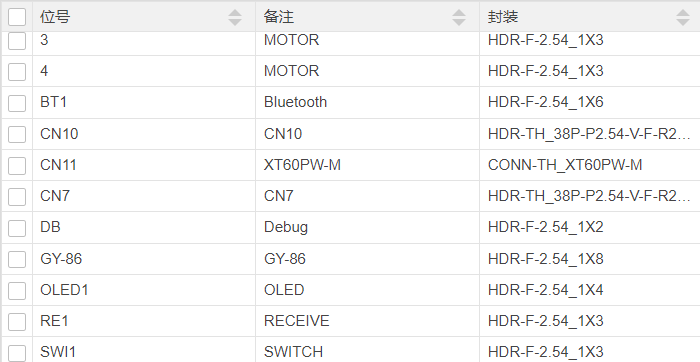 位号 备注 封装
3 MOTOR HDR-F-2.54_1X3
4 MOTOR HDR-F-2.54_1X3
BT1 Bluetooth HDR-F-2.54_1X6
CN10 CN10 HDR-TH_38P-P2.54-V-F-R2...
CN11 XT60PW-M CONN-TH_XT60PW-M
CN7 CN7 HDR-TH_38P-P2.54-V-F-R2...
DB Debug HDR-F-2.54_1X2
GY-86 GY-86 HDR-F-2.54_1X8
OLED1 OLED HDR-F-2.54_1X4
RE1 RECEIVE HDR-F-2.54_1X3
SWI1 SWITCH HDR-F-2.54_1X3